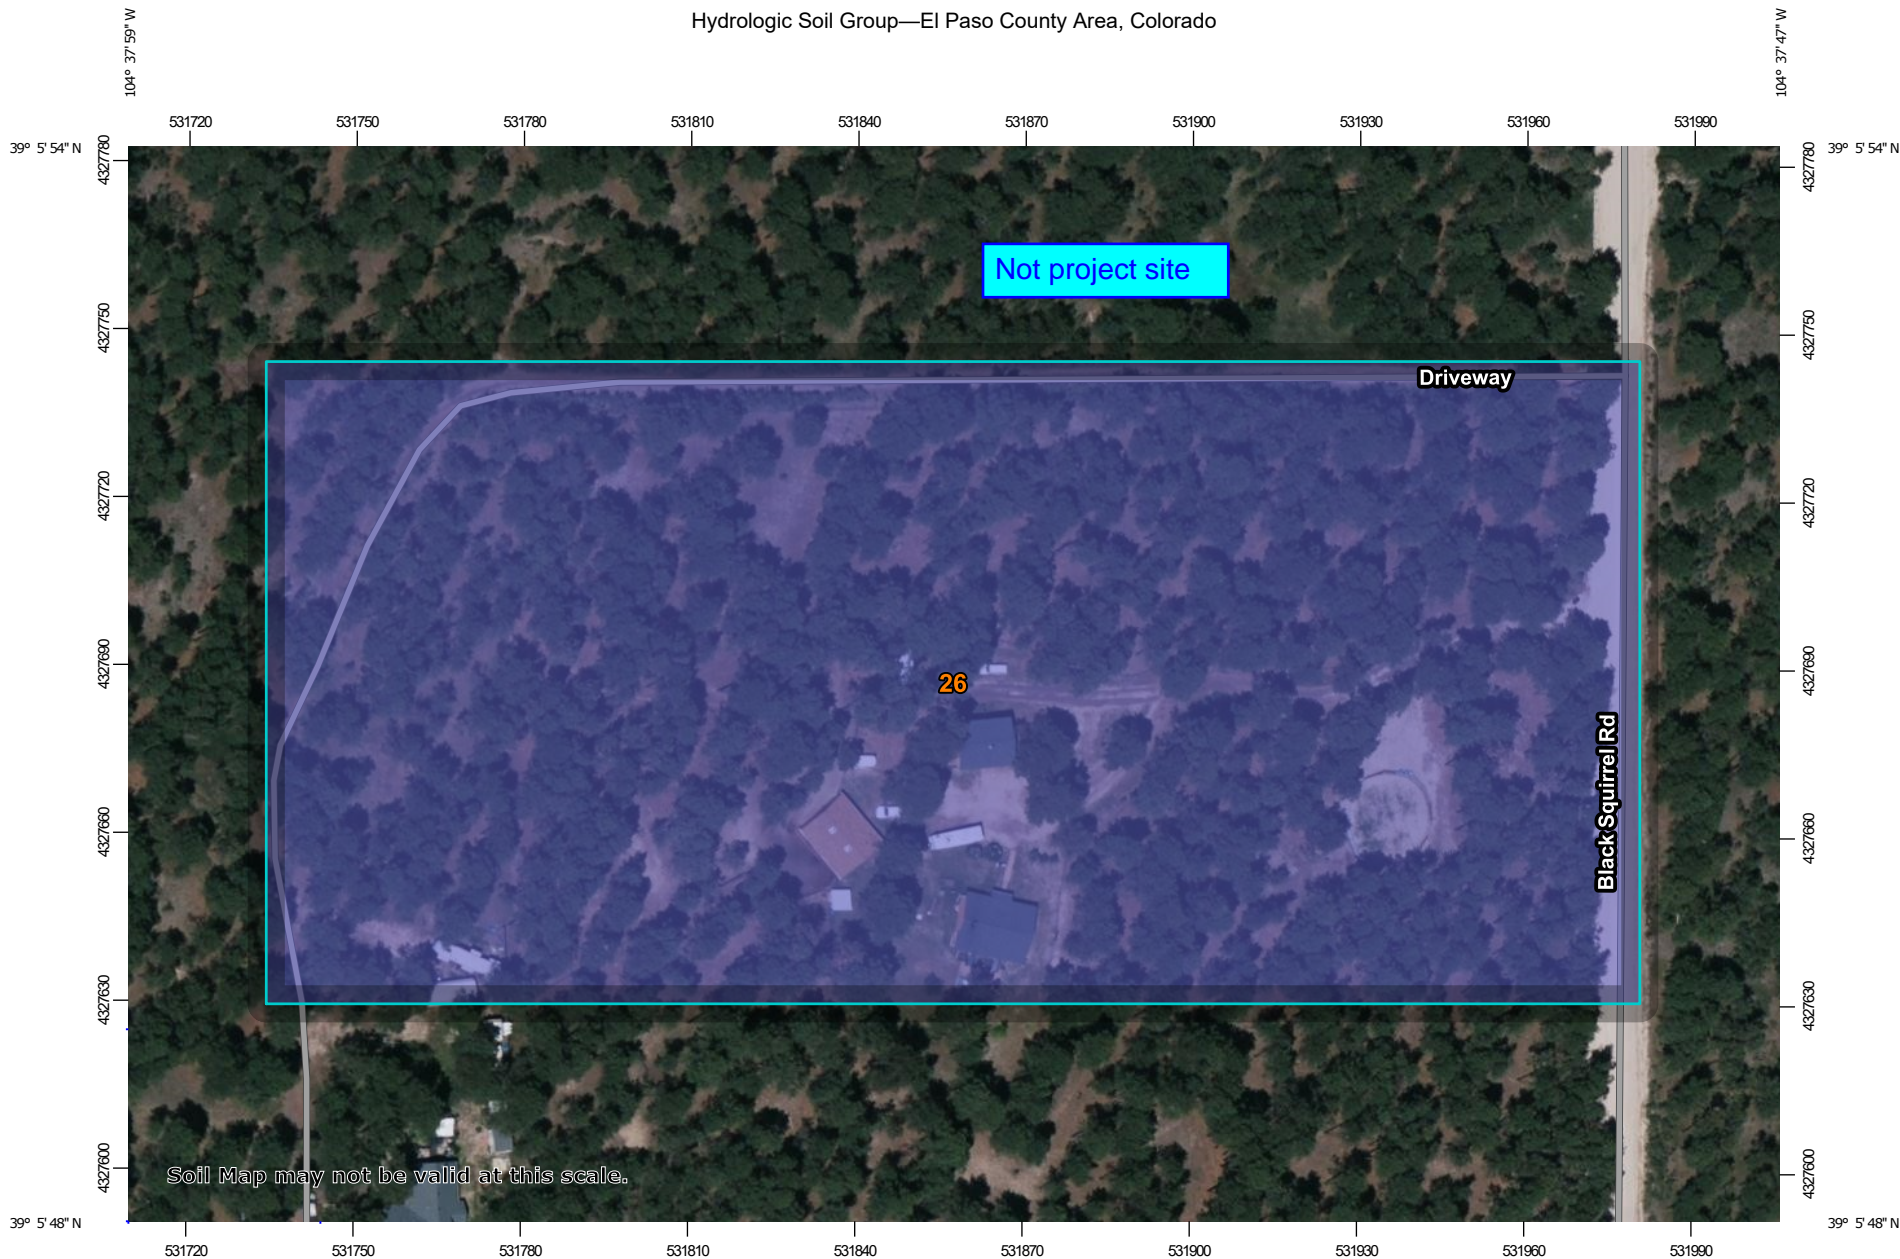 Hydrologic Soil Group—El Paso County Area, Colorado
104° 37' 59" W
104° 37' 47" W
531720 531750 531780 531810 531840 531870 531900 531930 531960 531990
39° 5' 54" N
39° 5' 54" N
4327780
4327780
Not project site
4327750
4327750
Driveway
4327720
4327720
4327690
4327690
26
Black Squirrel Rd
4327660
4327660
4327630
4327630
4327600
4327600
Soil Map may not be valid at this scale.
39° 5' 48" N
39° 5' 48" N
531720 531750 531780 531810 531840 531870 531900 531930 531960 531990